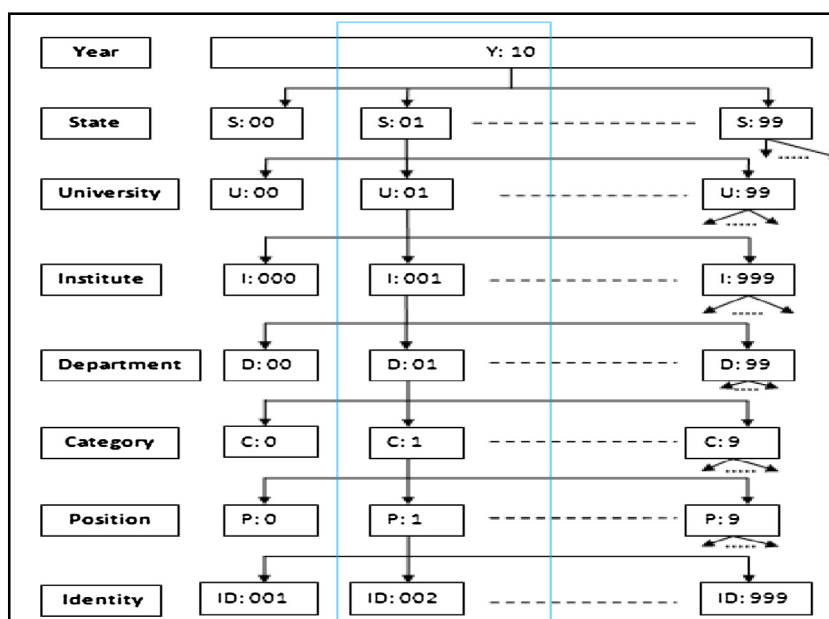 Year
Y: 10
State
S: 00
S: 01
S: 99
University
U: 00
U: 01
U: 99
Institute
I: 000
I: 001
I: 999
Department
D: 00
D: 01
D: 99
Category
C: 0
C: 1
C: 9
Position
P: 0
P: 1
P: 9
Identity
ID: 001
ID: 002
ID: 999